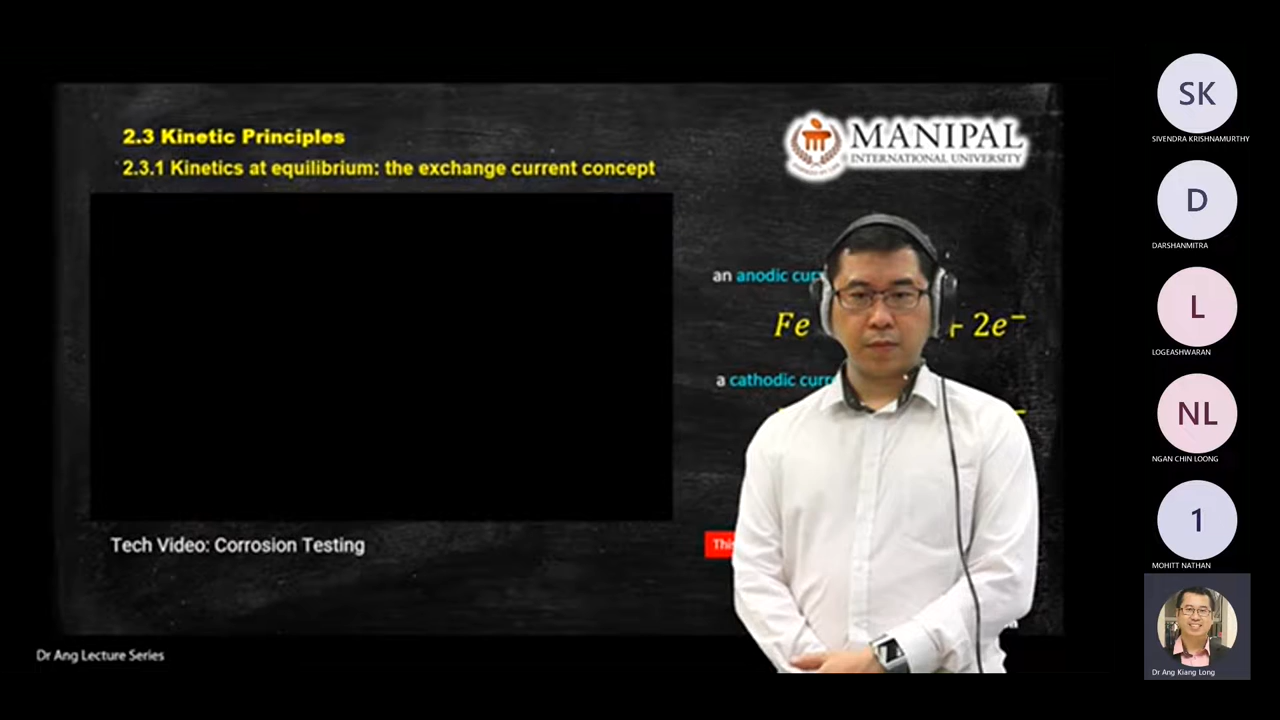 2.3 Kinetic Principles
2.3.1 Kinetics at equilibrium: the exchange current concept
MANIPAL
INTERNATIONAL UNIVERSITY
an anodic
Fe + 2e⁻
a cathodic
Tech Video: Corrosion Testing
Dr Ang Lecture Series
SK
SIVENDRA KRISHNAMURTHY
D
DARSHANMITRA
L
LOGEASHWARAN
NL
NGAN CHIN LOONG
1
MOHITT NATHAN
Dr Ang Kiang Long